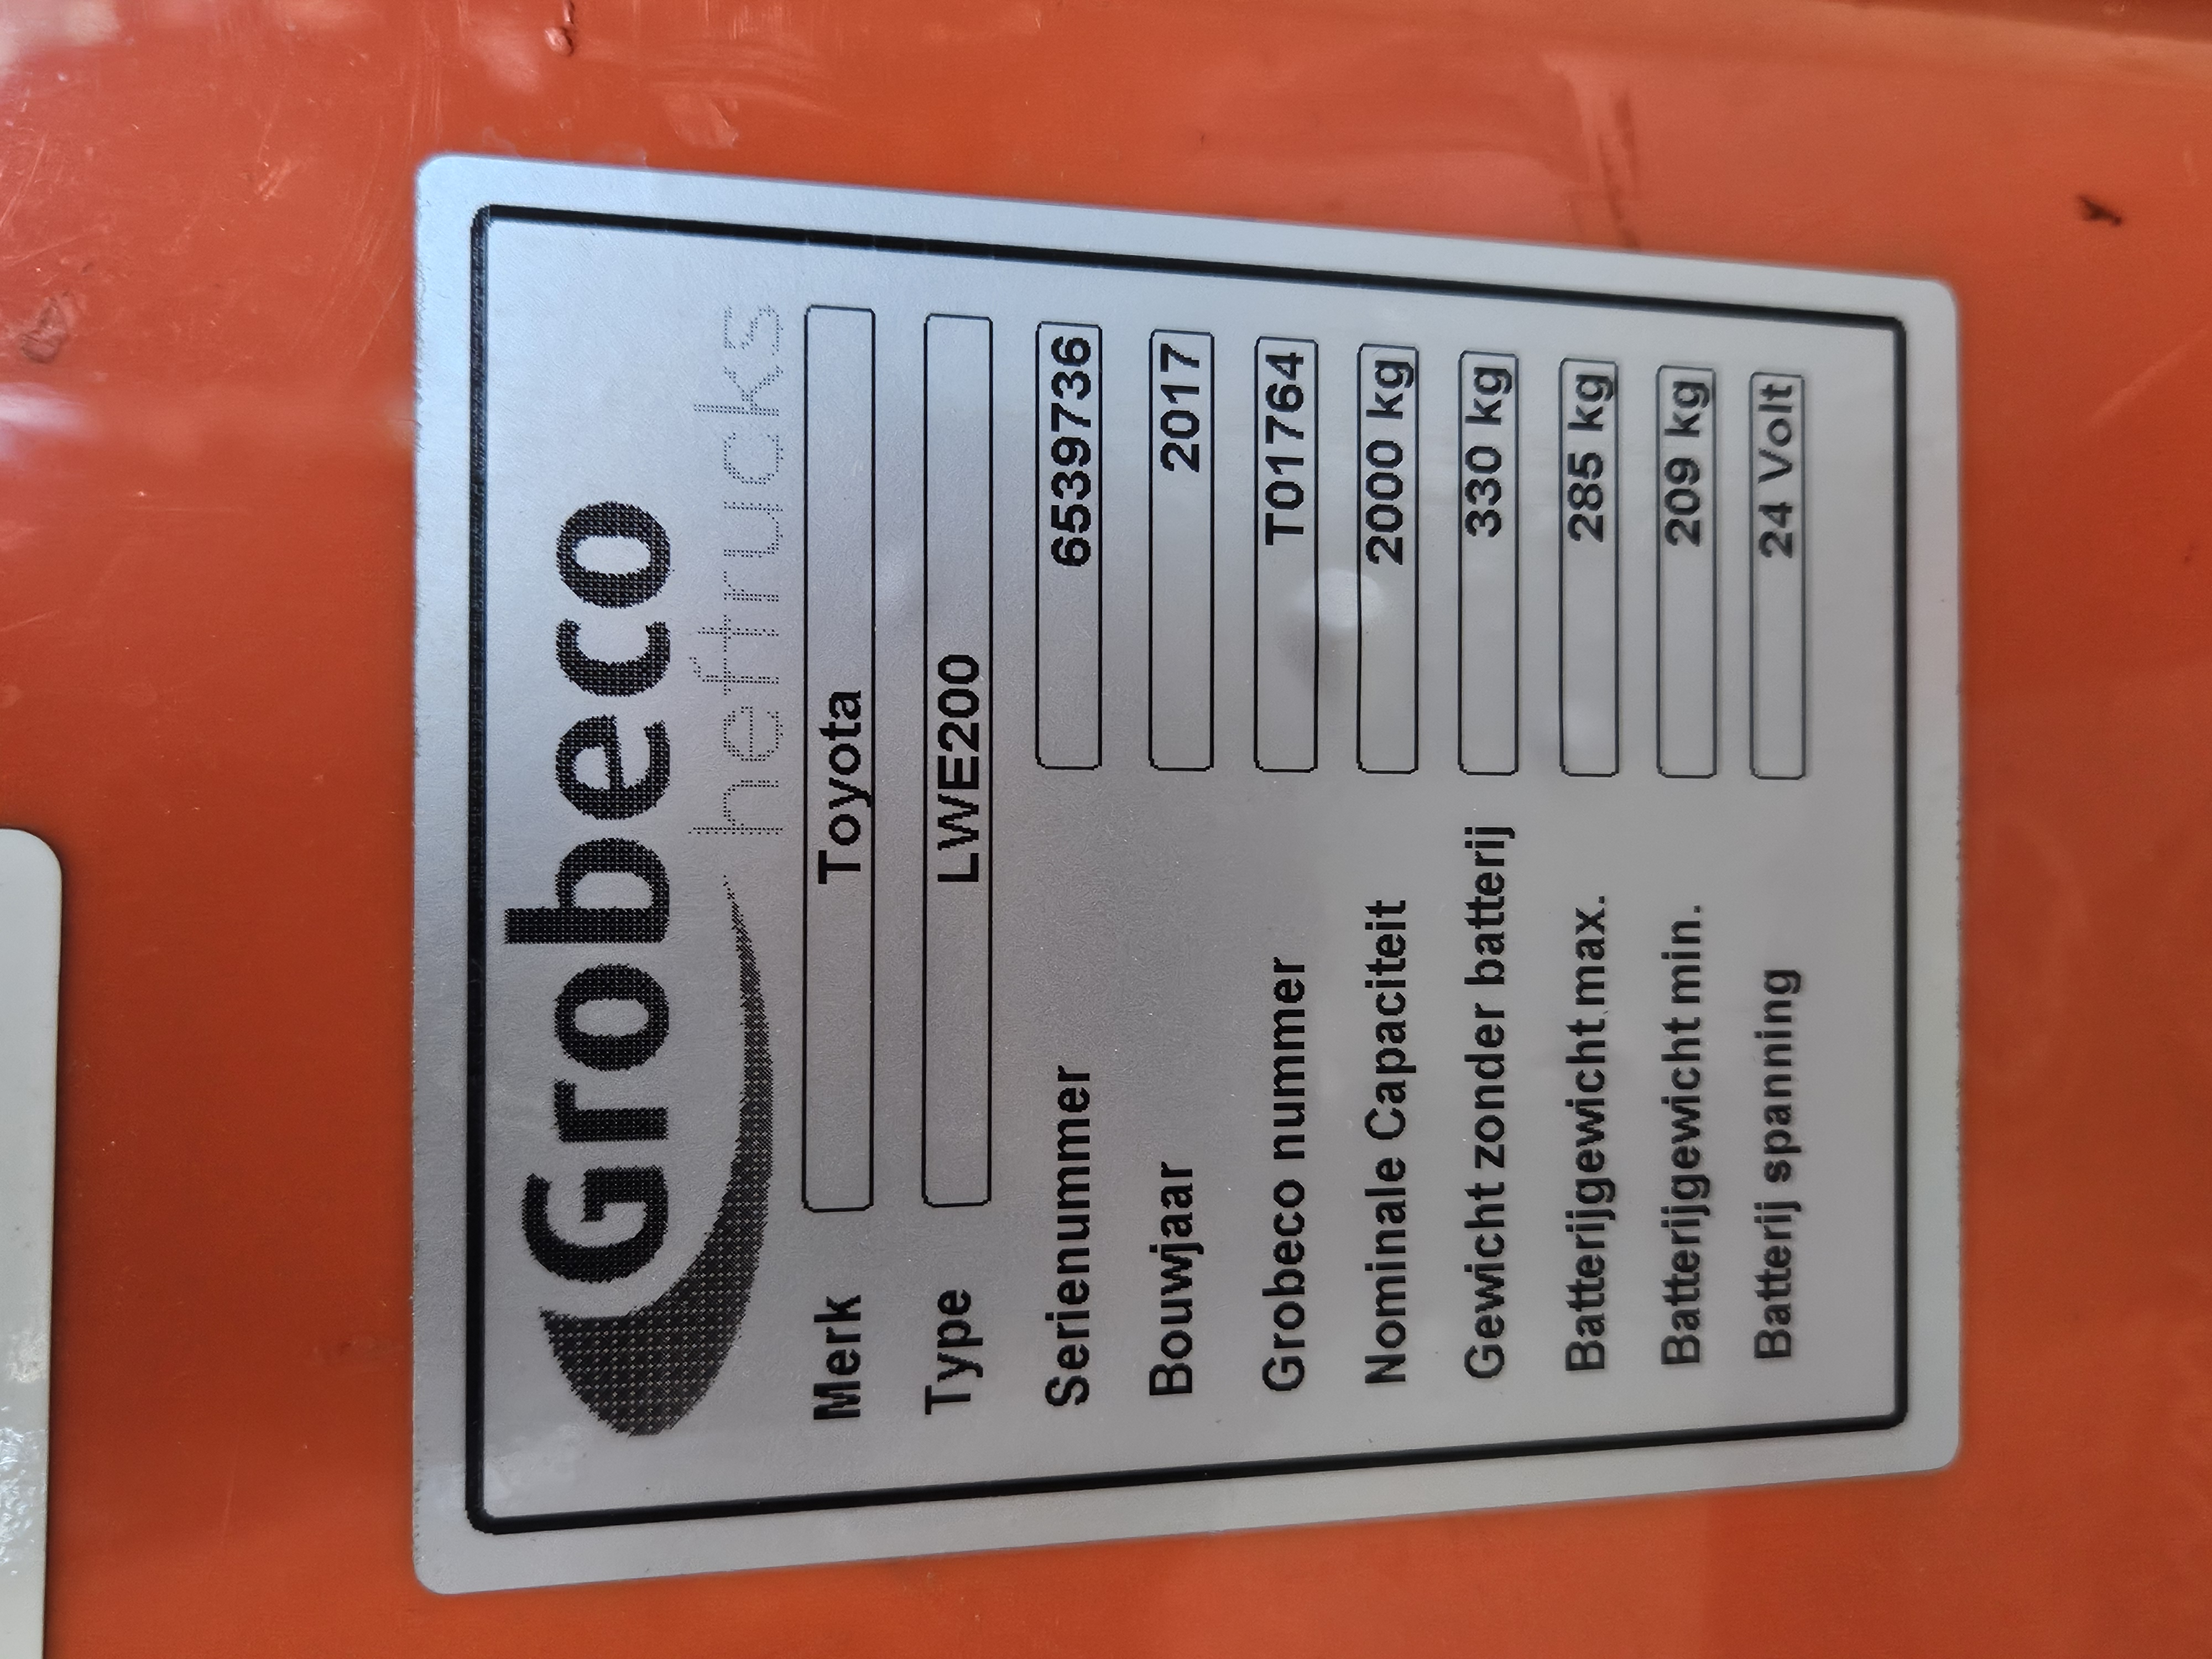 Grobeco
heftrucks
Merk Toyota
Type LWE200
Serienummer 6539736
Bouwjaar 2017
Grobeco nummer T01764
Nominale Capaciteit 2000 kg
Gewicht zonder batterij 330 kg
Batterijgewicht max. 285 kg
Batterijgewicht min. 209 kg
Batterij spanning 24 Volt